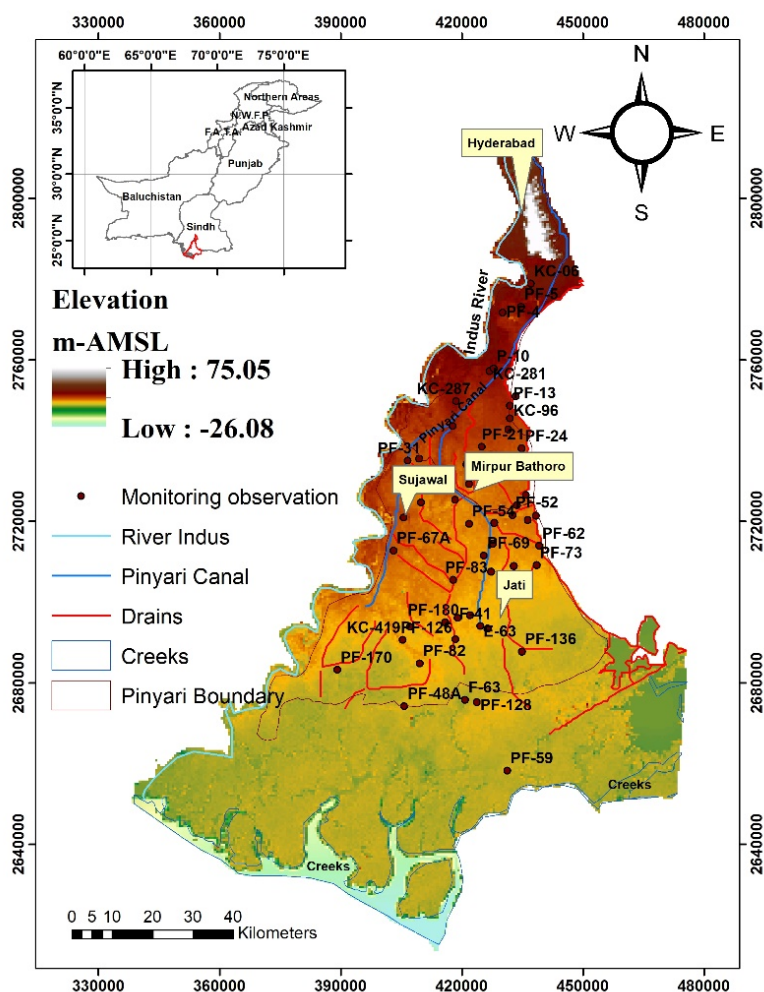 330000 360000 390000 420000 450000 480000
60°0'0"E 65°0'0"E 70°0'0"E 75°0'0"E
35°0'0"N
30°0'0"N
25°0'0"N
Northern Areas
N.W.F.P.
F.A.T.A.
Azad Kashmir
Punjab
Baluchistan
Sindh
N
W E
S
2800000
2760000
2720000
2680000
2640000
2800000
2760000
2720000
2680000
2640000
Elevation
m-AMSL
High : 75.05
Low : -26.08
Monitoring observation
River Indus
Pinyari Canal
Drains
Creeks
Pinyari Boundary
Hyderabad
KC-06
PF-5
PF-4
Indus River
P-10
KC-281
KC-287
PF-13
KC-96
Pinyari Canal
PF-21
PF-24
PF-31
Mirpur Bathoro
Sujawal
PF-52
PF-54
PF-62
PF-67A
PF-69
PF-73
PF-83
Jati
PF-180
F-41
KC-419
PF-126
E-63
PF-136
PF-82
PF-170
PF-48A
F-63
PF-128
PF-59
Creeks
Creeks
0 5 10 20 30 40
Kilometers
330000 360000 390000 420000 450000 480000